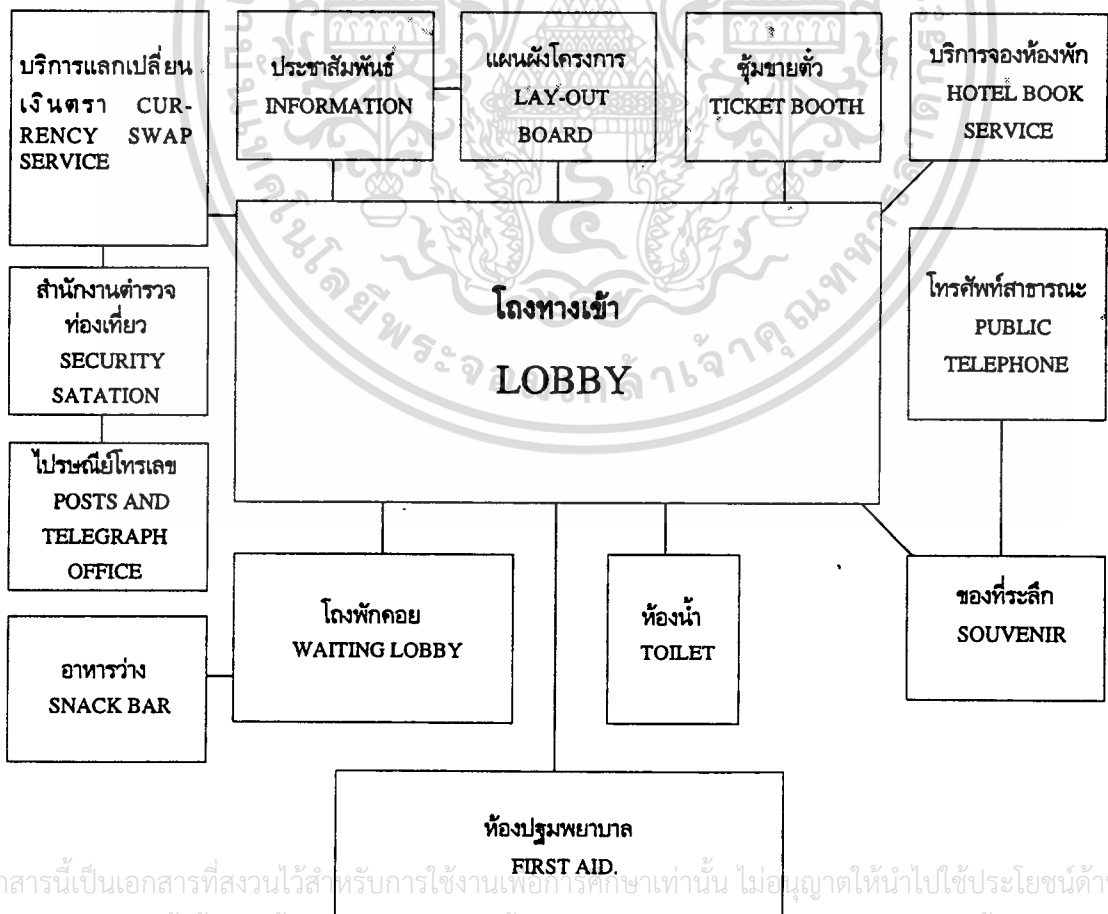 บริการแลกเปลี่ยน
เงินตรา CUR-
RENCY SWAP
SERVICE
ประชาสัมพันธ์
INFORMATION
แผนผังโครงการ
LAY-OUT
BOARD
ซุ้มขายตั๋ว
TICKET BOOTH
บริการจองห้องพัก
HOTEL BOOK
SERVICE
สำนักงานตำรวจ
ท่องเที่ยว
SECURITY
SATATION
โถงทางเข้า
LOBBY
โทรศัพท์สาธารณะ
PUBLIC
TELEPHONE
ไปรษณีย์โทรเลข
POSTS AND
TELEGRAPH
OFFICE
โถงพักคอย
WAITING LOBBY
ห้องน้ำ
TOILET
ของที่ระลึก
SOUVENIR
อาหารว่าง
SNACK BAR
ห้องปฐมพยาบาล
FIRST AID.
กสารนี้เป็นเอกสารที่สงวนไว้สำหรับการใช้งานเพื่อการศึกษาเท่านั้น ไม่อนุญาตให้นำไปใช้ประโยชน์ด้า